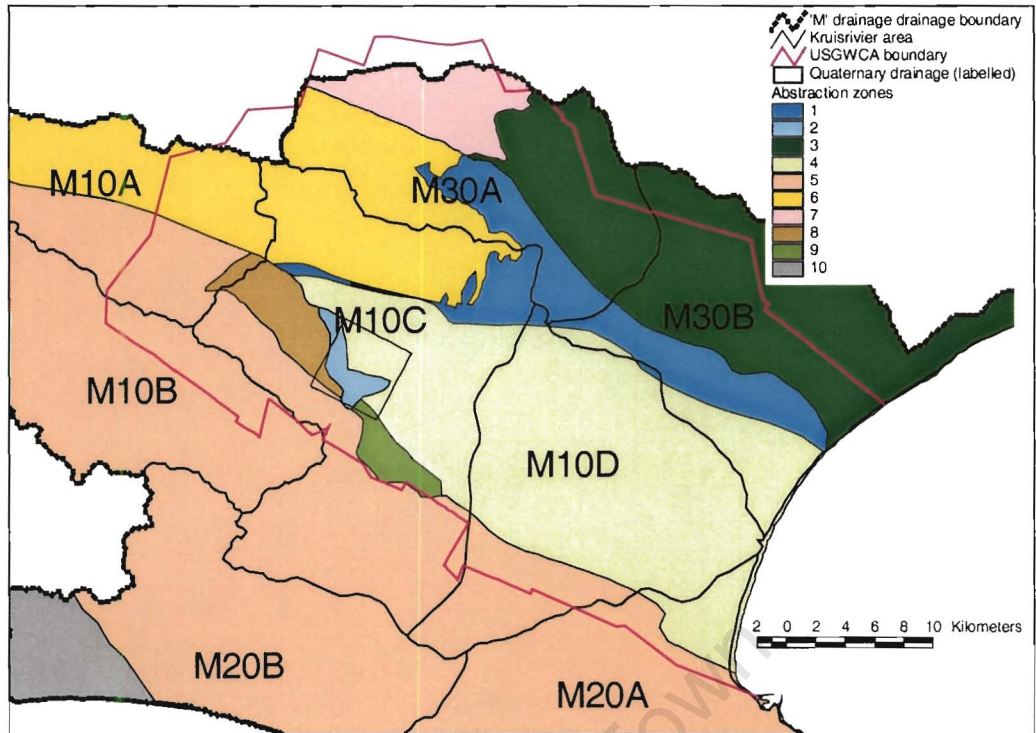 'M' drainage drainage boundary
Kruisrivier area
USGWCA boundary
Quaternary drainage (labelled)
Abstraction zones
1
2
3
4
5
6
7
8
9
10
M10A
M30A
M10C
M30B
M10B
M10D
2 0 2 4 6 8 10 Kilometers
M20B
M20A
Town